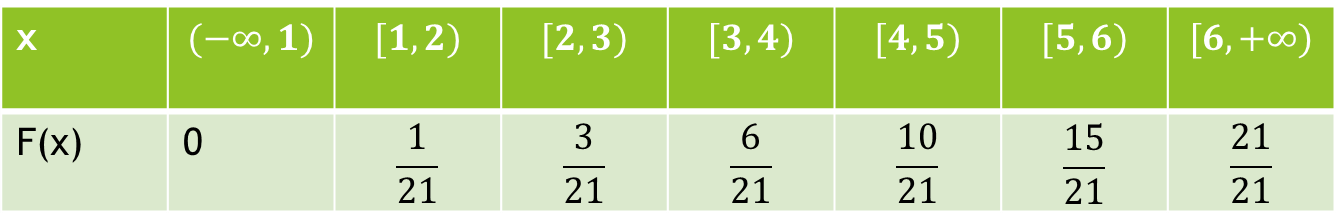 x (−∞, 1) [1, 2) [2, 3) [3, 4) [4, 5) [5, 6) [6, +∞)
F(x) 0 1/21 3/21 6/21 10/21 15/21 21/21